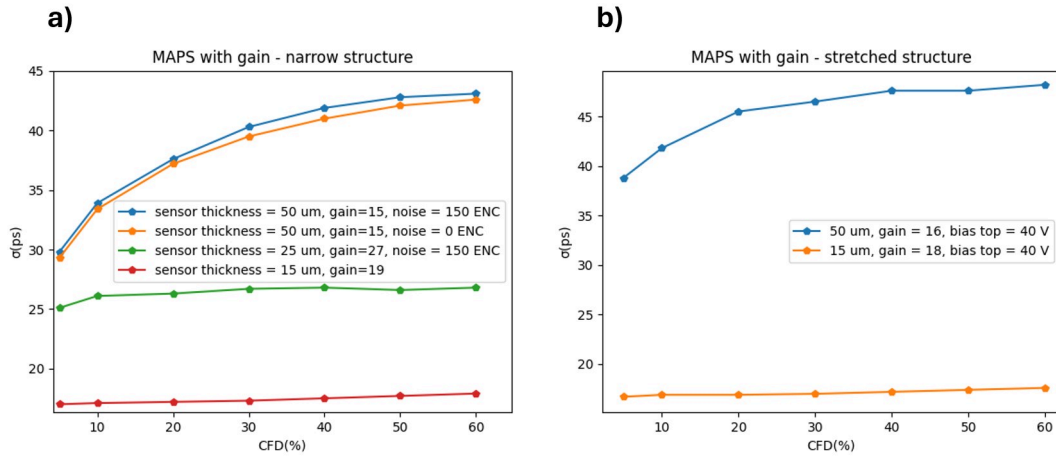 a)
MAPS with gain - narrow structure
45
40
35
30
25
20
σ(ps)
sensor thickness = 50 um, gain=15, noise = 150 ENC
sensor thickness = 50 um, gain=15, noise = 0 ENC
sensor thickness = 25 um, gain=27, noise = 150 ENC
sensor thickness = 15 um, gain=19
10 20 30 40 50 60
CFD(%)
b)
MAPS with gain - stretched structure
45
40
35
30
25
20
σ(ps)
50 um, gain = 16, bias top = 40 V
15 um, gain = 18, bias top = 40 V
10 20 30 40 50 60
CFD(%)